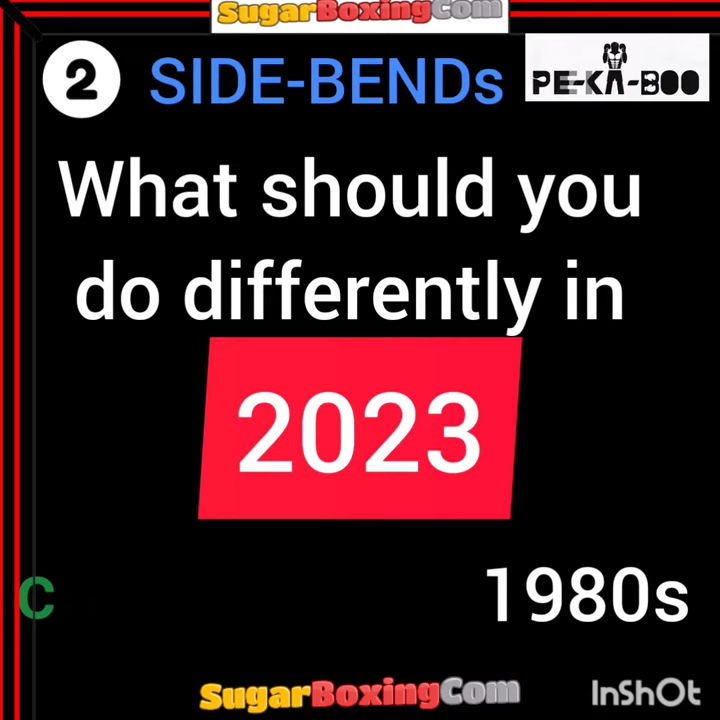 SugarBoxingCom
2 SIDE-BENDs PE-KA-BOO
What should you
do differently in
2023
C 1980s
SugarBoxingCom InShOt